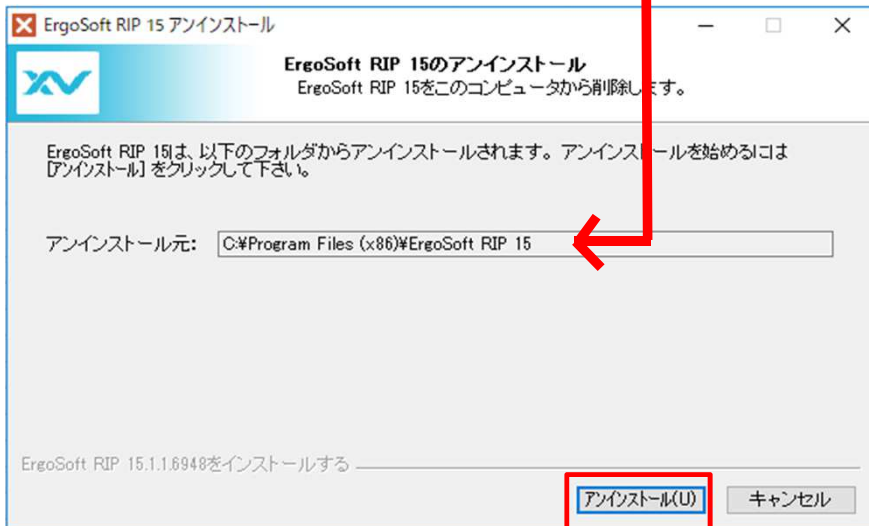 ErgoSoft RIP 15 アンインストール
XV
ErgoSoft RIP 15のアンインストール
ErgoSoft RIP 15をこのコンピュータから削除します。
ErgoSoft RIP 15は、以下のフォルダからアンインストールされます。アンインストールを始めるには
[アンインストール] をクリックして下さい。
アンインストール元: C:¥Program Files (x86)¥ErgoSoft RIP 15
ErgoSoft RIP 15.1.1.6948をインストールする
アンインストール(U) キャンセル